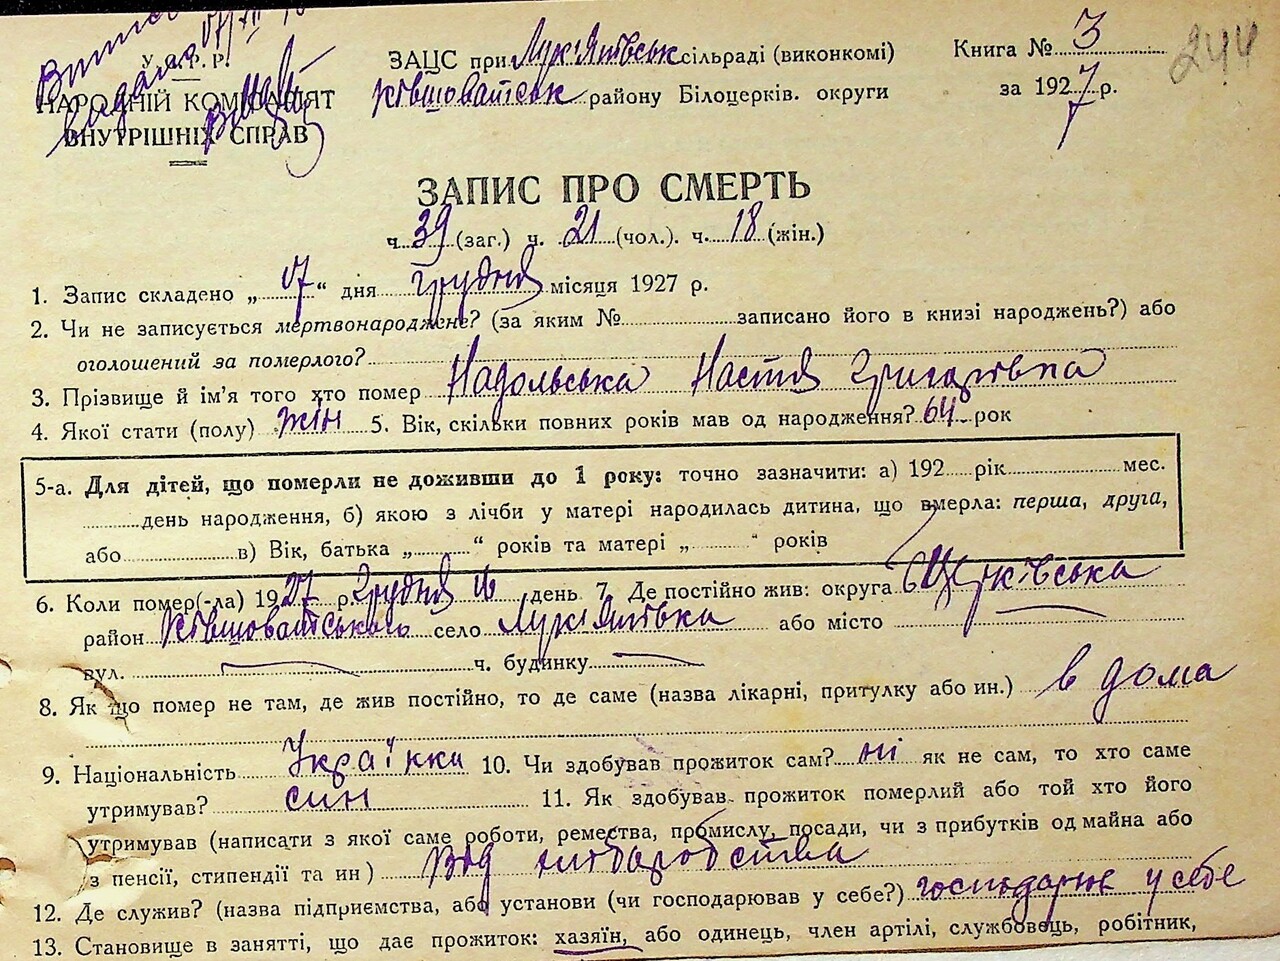 У.С.Р.Р.
НАРОДНІЙ КОМІСАРІЯТ
ВНУТРІШНІХ СПРАВ
ЗАЦС при Лук'янівськ сільраді (виконкомі)
Ківшоватськ району Білоцерків. округи
Книга № 3
за 1927 р.
244
ЗАПИС ПРО СМЕРТЬ
ч. 39 (заг.) ч. 21 (чол.). ч. 18 (жін.)
1. Запис складено „ “ дня грудня місяця 1927 р.
2. Чи не записується мертвонароджене? (за яким № записано його в книзі народжень?) або
оголошений за померлого?
3. Прізвище й ім'я того хто помер Надольська Настя Григорівна
4. Якої стати (полу) жін 5. Вік, скільки повних років мав од народження? 64 рок
5-а. Для дітей, що померли не доживши до 1 року: точно зазначити: а) 192 рік мес.
день народження, б) якою з лічби у матері народилась дитина, що вмерла: перша, друга,
або в) Вік, батька „ “ років та матері „ “ років
6. Коли помер(-ла) 1927 р. Грудня 16 день 7. Де постійно жив: округа БЦерківська
район Ківшоватський село Лук'янівка або місто
вул. ч. будинку
8. Як що помер не там, де жив постійно, то де саме (назва лікарні, притулку або ин.) в дома
9. Національність Українка 10. Чи здобував прожиток сам? ні як не сам, то хто саме
утримував? син 11. Як здобував прожиток померлий або той хто його
утримував (написати з якої саме роботи, ремества, промислу, посади, чи з прибутків од майна або
з пенсії, стипендії та ин) Від хліборобства
12. Де служив? (назва підприємства, або установи (чи господарював у себе?) господарює у себе
13. Становище в занятті, що дає прожиток: хазяїн, або одинець, член артілі, службовець, робітник,